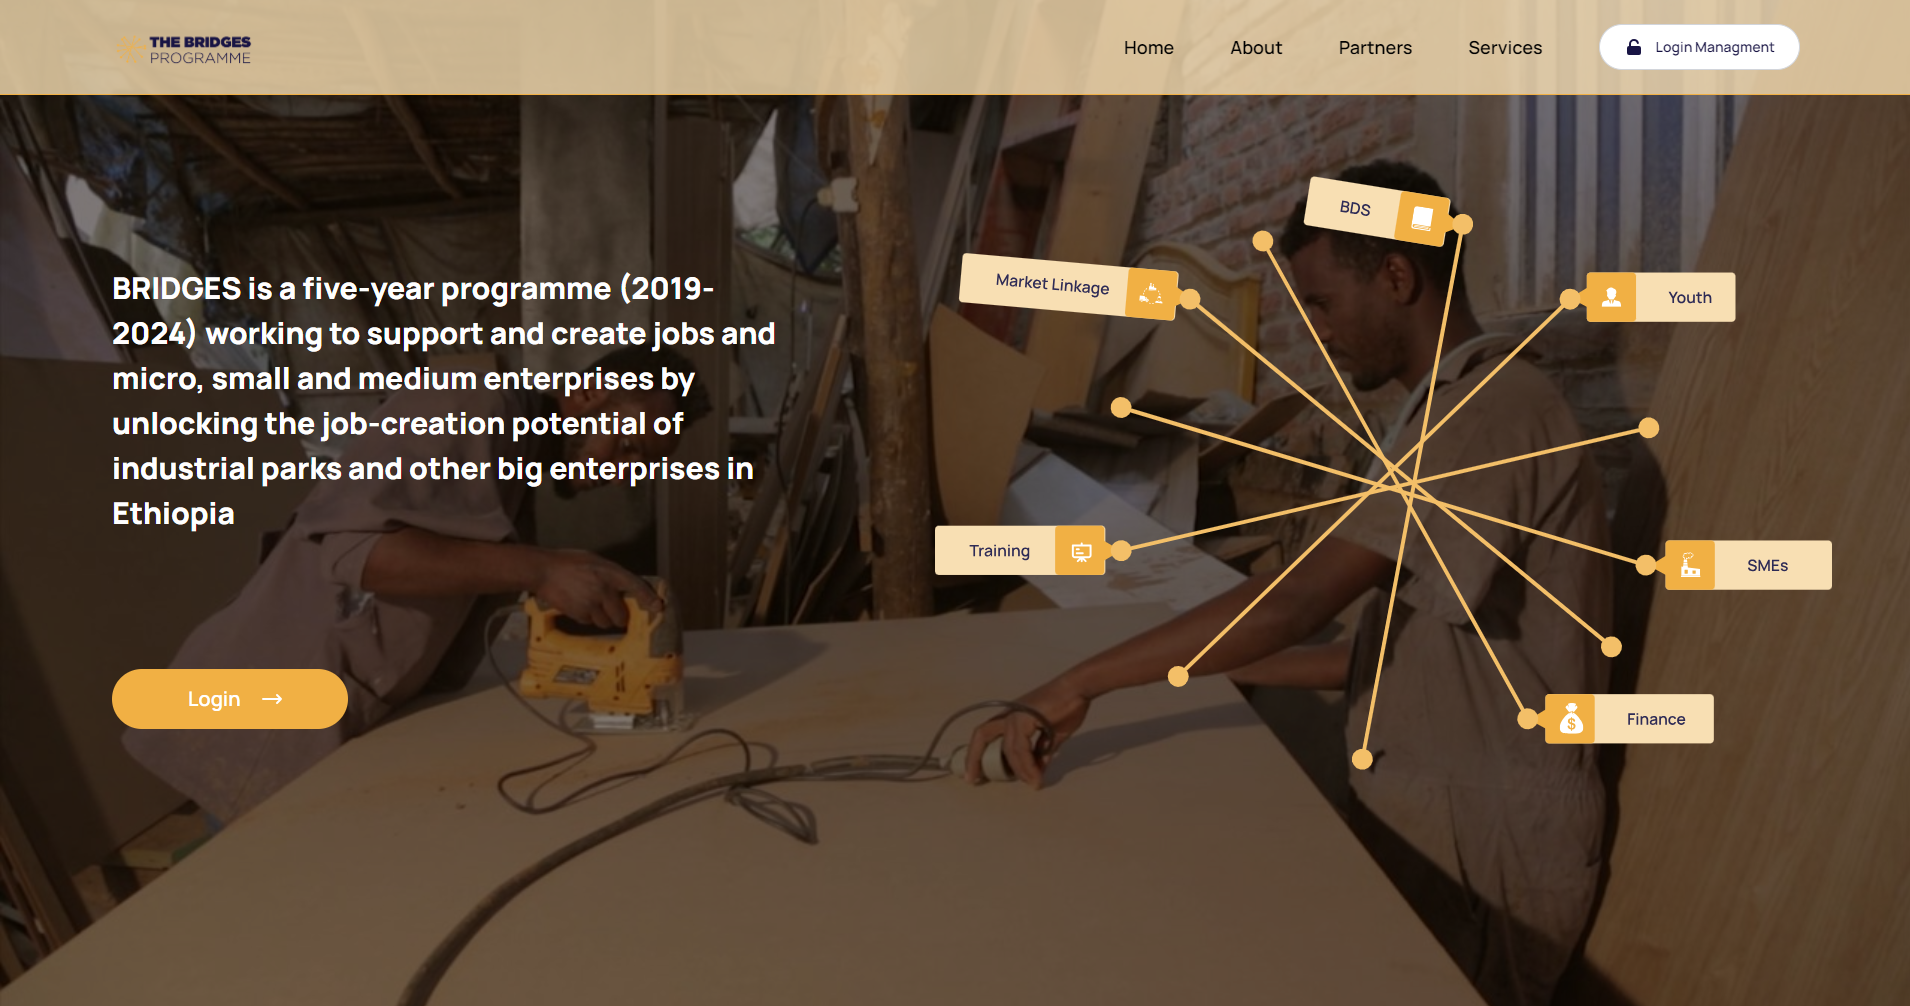 THE BRIDGES
PROGRAMME
Home
About
Partners
Services
Login Managment
BRIDGES is a five-year programme (2019-
2024) working to support and create jobs and
micro, small and medium enterprises by
unlocking the job-creation potential of
industrial parks and other big enterprises in
Ethiopia
Login
BDS
Market Linkage
Youth
Training
SMEs
$
Finance